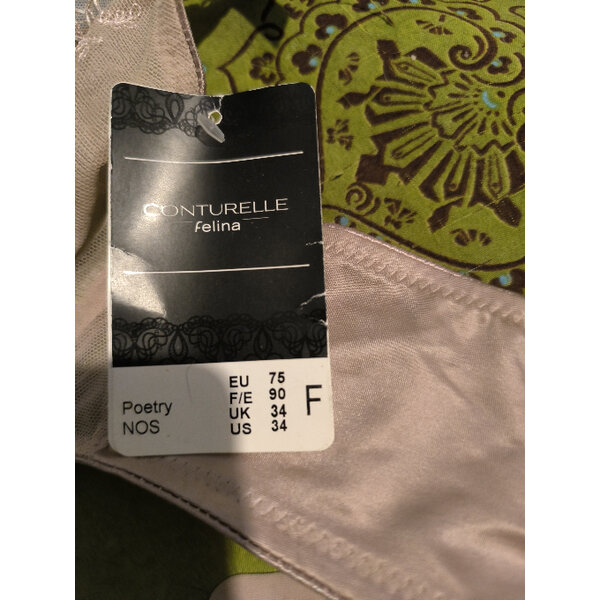 CONTURELLE
felina
Poetry
NOS
EU 75
F/E 90
UK 34
US 34
F